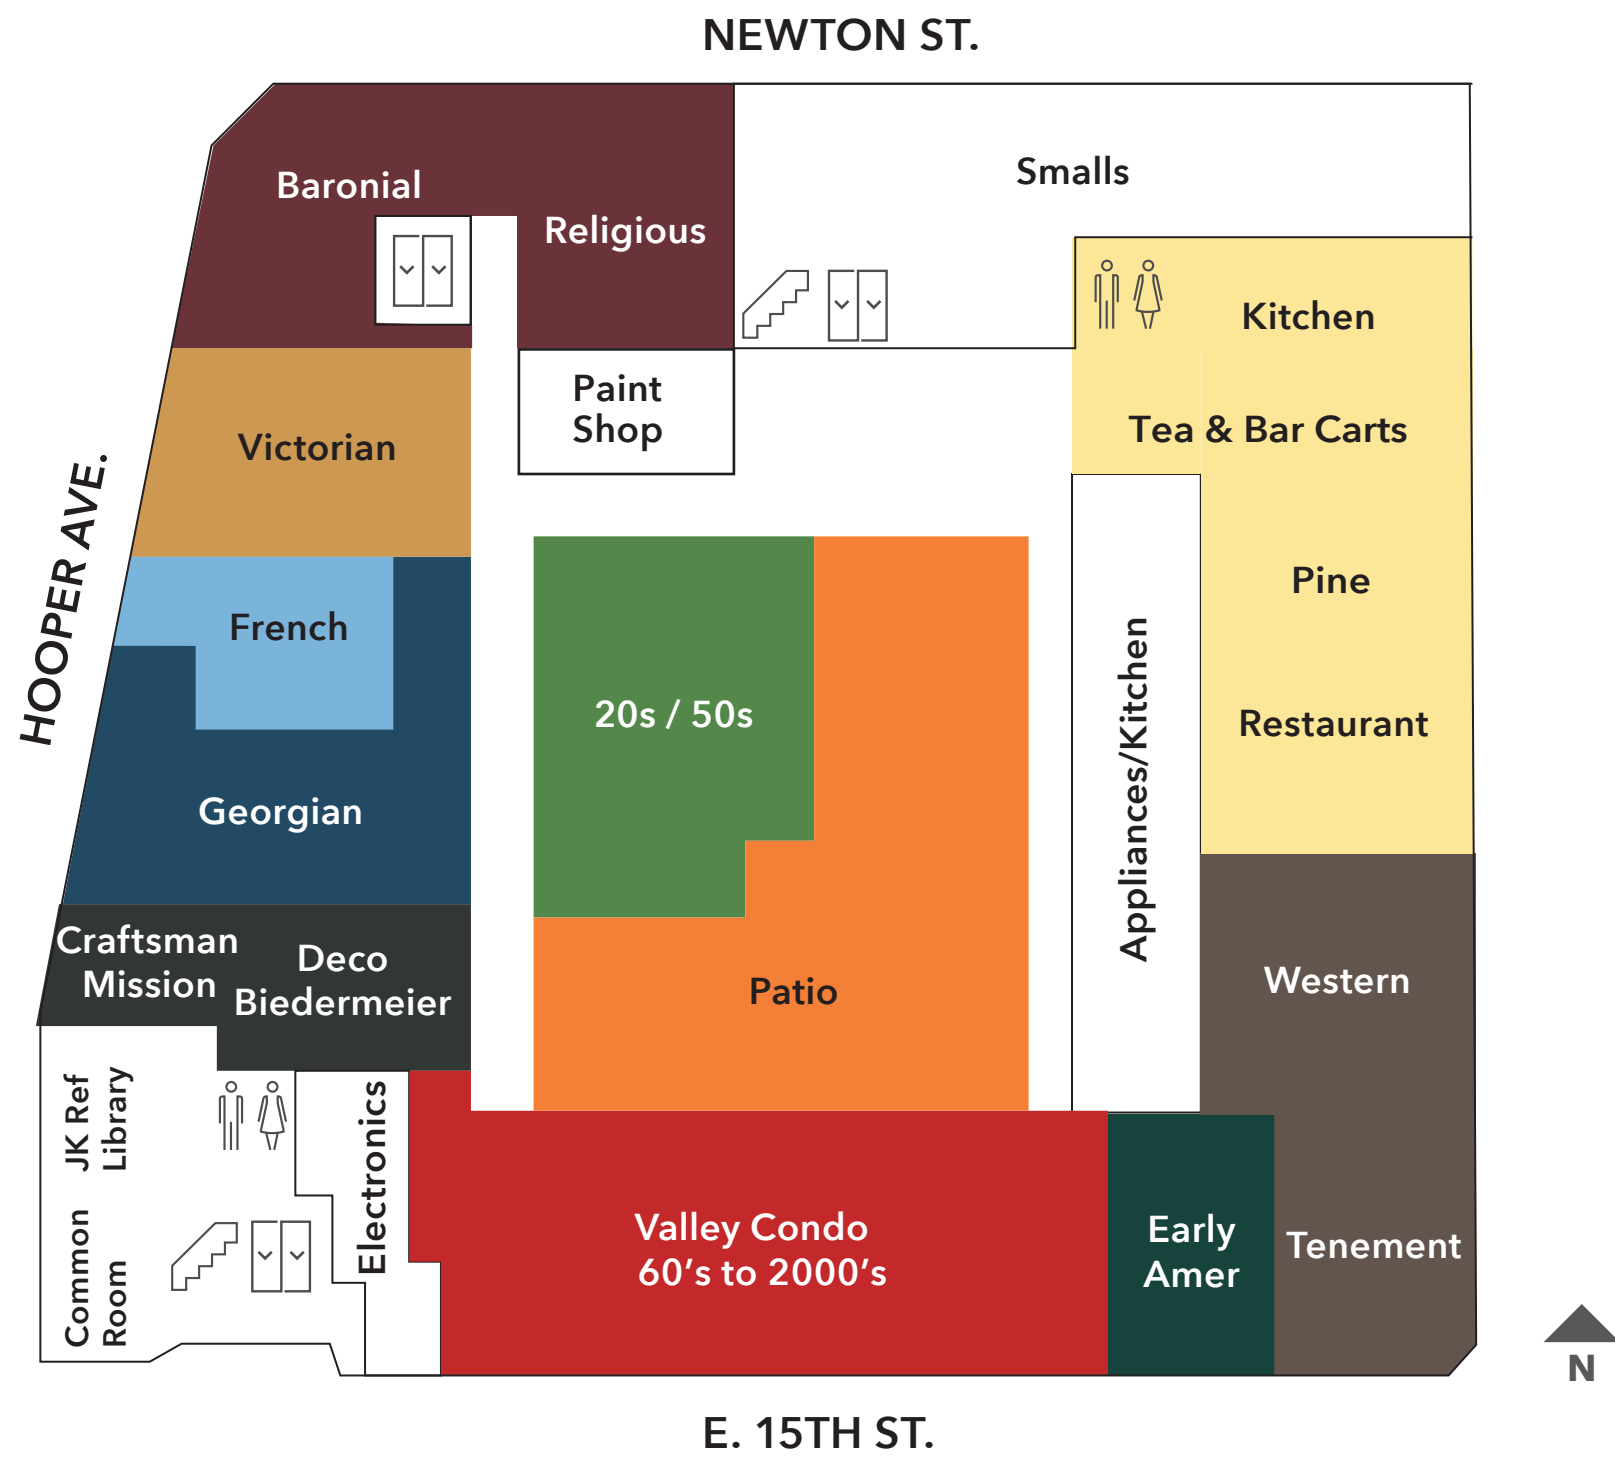 NEWTON ST.
Baronial
Religious
Smalls
Kitchen
Paint
Shop
Tea & Bar Carts
Victorian
HOOPER AVE.
French
Pine
20s / 50s
Appliances/Kitchen
Restaurant
Georgian
Craftsman
Mission
Deco
Biedermeier
Patio
Western
JK Ref
Library
Electronics
Common
Room
Valley Condo
60’s to 2000’s
Early
Amer
Tenement
N
E. 15TH ST.